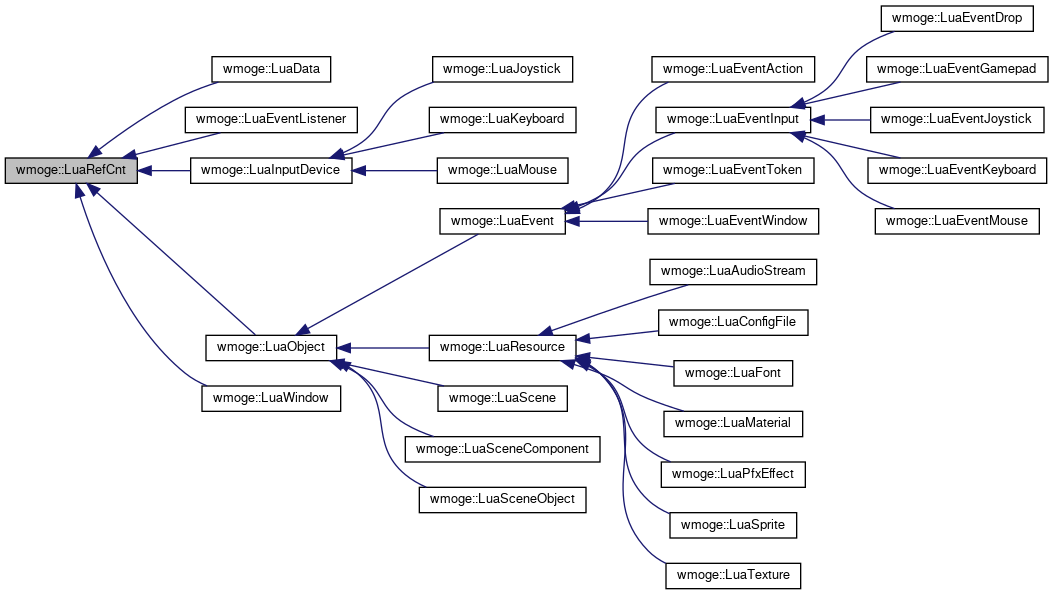 wmoge::LuaRefCnt
wmoge::LuaData
wmoge::LuaEventListener
wmoge::LuaInputDevice
wmoge::LuaObject
wmoge::LuaWindow
wmoge::LuaJoystick
wmoge::LuaKeyboard
wmoge::LuaMouse
wmoge::LuaEvent
wmoge::LuaResource
wmoge::LuaScene
wmoge::LuaSceneComponent
wmoge::LuaSceneObject
wmoge::LuaEventAction
wmoge::LuaEventInput
wmoge::LuaEventToken
wmoge::LuaEventWindow
wmoge::LuaAudioStream
wmoge::LuaConfigFile
wmoge::LuaFont
wmoge::LuaMaterial
wmoge::LuaPfxEffect
wmoge::LuaSprite
wmoge::LuaTexture
wmoge::LuaEventDrop
wmoge::LuaEventGamepad
wmoge::LuaEventJoystick
wmoge::LuaEventKeyboard
wmoge::LuaEventMouse